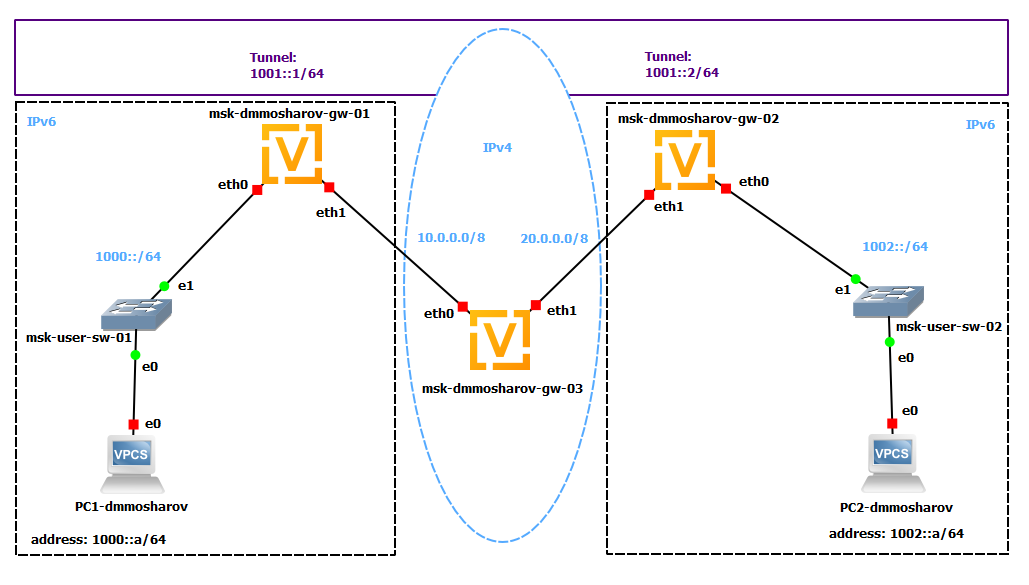 Tunnel:
1001::1/64
Tunnel:
1001::2/64
IPv6
msk-dmmosharov-gw-01
V
eth0
eth1
IPv4
msk-dmmosharov-gw-02
V
eth0
eth1
IPv6
10.0.0.0/8
20.0.0.0/8
1000::/64
e1
msk-user-sw-01
e0
e0
VPCS
PC1-dmmosharov
address: 1000::a/64
eth0
eth1
V
msk-dmmosharov-gw-03
1002::/64
e1
msk-user-sw-02
e0
e0
VPCS
PC2-dmmosharov
address: 1002::a/64